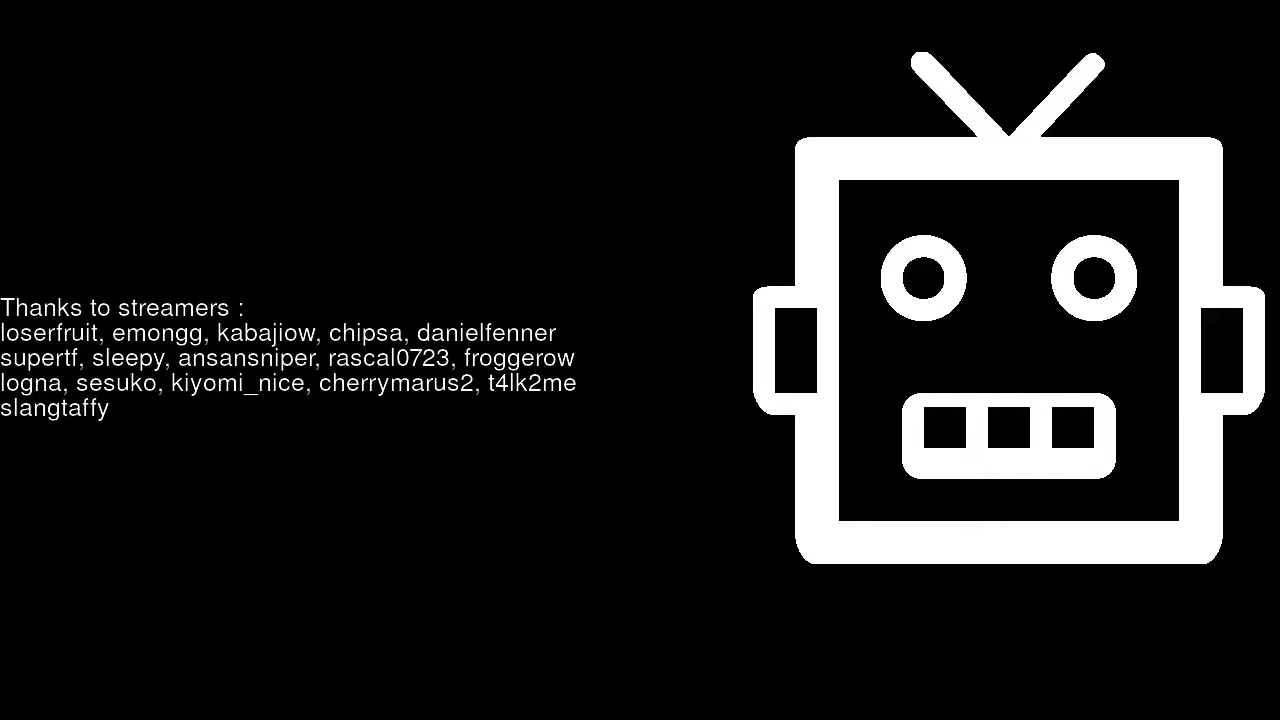 Thanks to streamers :
loserfruit, emongg, kabajiow, chipsa, danielfenner
supertf, sleepy, ansansniper, rascal0723, froggerow
logna, sesuko, kiyomi_nice, cherrymarus2, t4lk2me
slangtaffy